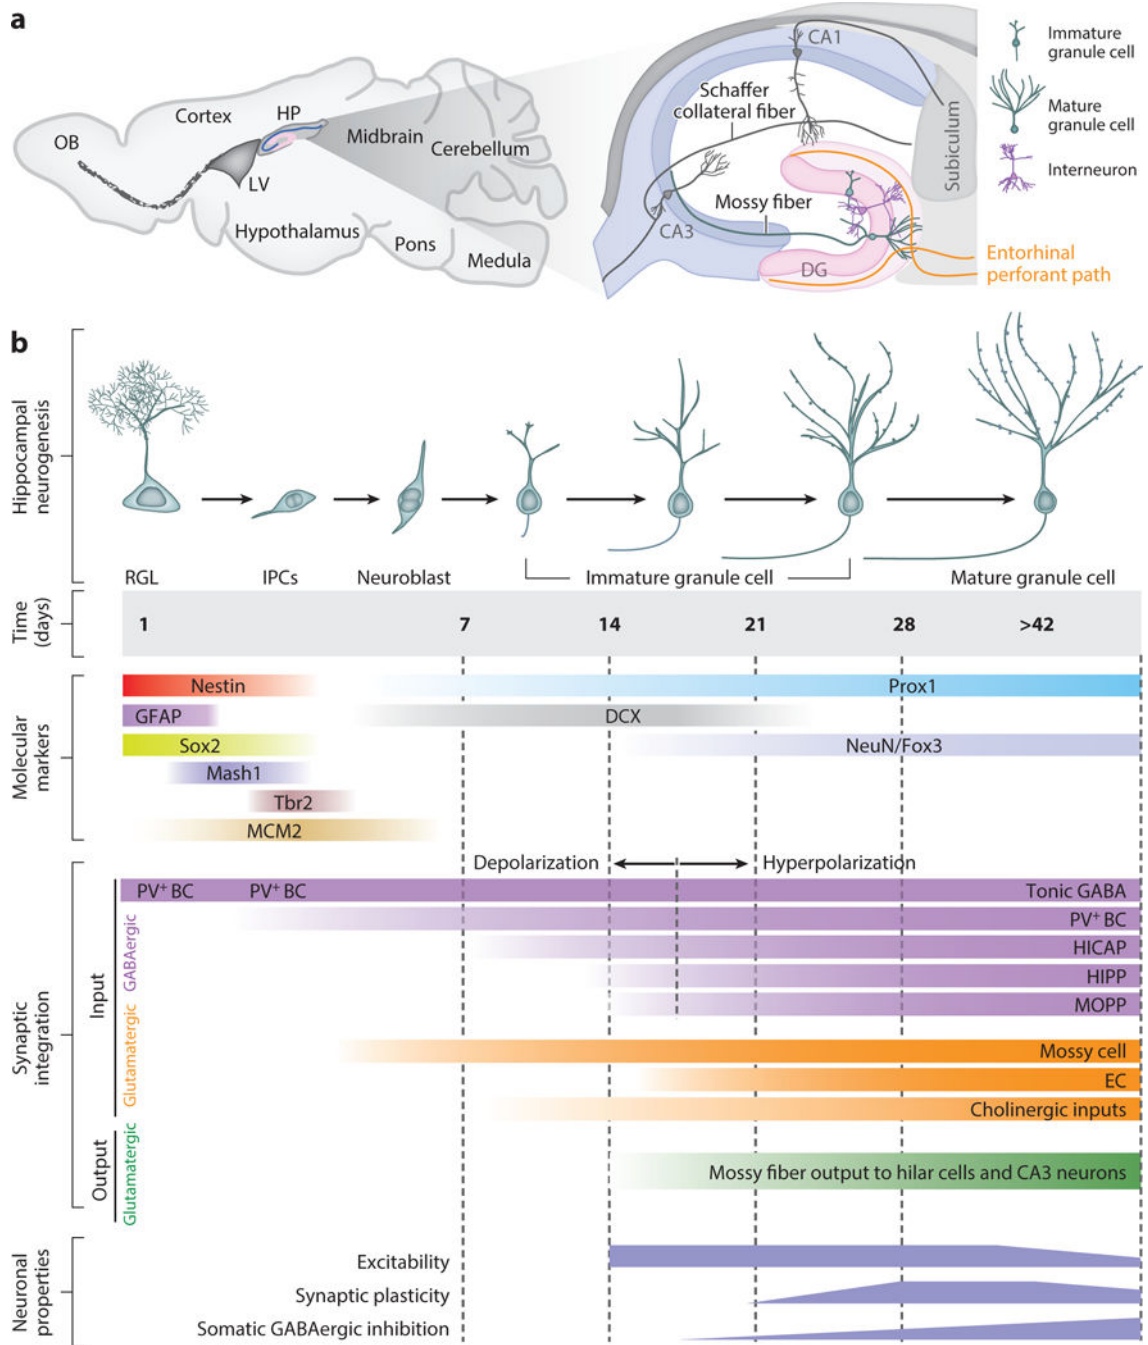 a
OB
Cortex
HP
LV
Midbrain
Cerebellum
Hypothalamus
Pons
Medula
CA1
Schaffer
collateral fiber
Mossy fiber
CA3
DG
Subiculum
Immature
granule cell
Mature
granule cell
Interneuron
Entorhinal
perforant path
b
Hippocampal
neurogenesis
RGL
IPCs
Neuroblast
Immature granule cell
Mature granule cell
Time
(days)
1
7
14
21
28
>42
Molecular
markers
Nestin
Prox1
GFAP
DCX
Sox2
NeuN/Fox3
Mash1
Tbr2
MCM2
Depolarization
Hyperpolarization
Synaptic
integration
Input
GABAergic
PV+ BC
PV+ BC
Tonic GABA
PV+ BC
HICAP
HIPP
MOPP
Glutamatergic
Mossy cell
EC
Cholinergic inputs
Output
Glutamatergic
Mossy fiber output to hilar cells and CA3 neurons
Neuronal
properties
Excitability
Synaptic plasticity
Somatic GABAergic inhibition